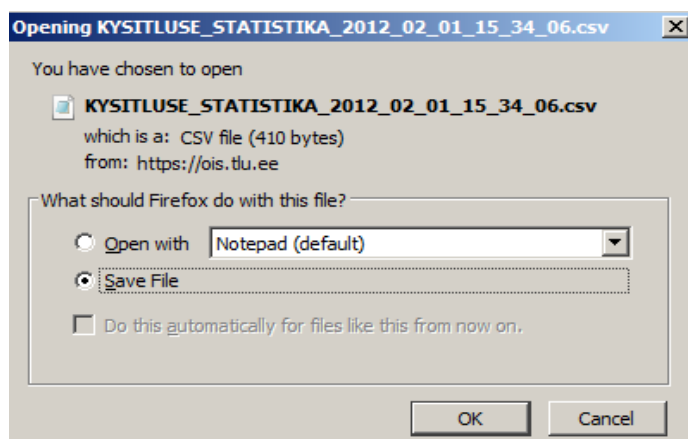 Opening KYSITLUSE_STATISTIKA_2012_02_01_15_34_06.csv
You have chosen to open
KYSITLUSE_STATISTIKA_2012_02_01_15_34_06.csv
which is a: CSV file (410 bytes)
from: https://ois.tlu.ee
What should Firefox do with this file?
Open with Notepad (default)
Save File
Do this automatically for files like this from now on.
OK Cancel